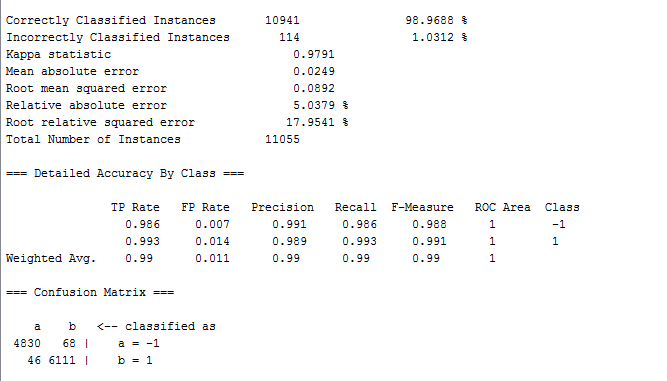 Correctly Classified Instances       10941               98.9688 %
Incorrectly Classified Instances       114                1.0312 %
Kappa statistic                          0.9791
Mean absolute error                      0.0249
Root mean squared error                  0.0892
Relative absolute error                  5.0379 %
Root relative squared error             17.9541 %
Total Number of Instances            11055
=== Detailed Accuracy By Class ===
               TP Rate   FP Rate   Precision   Recall  F-Measure   ROC Area  Class
                 0.986     0.007      0.991     0.986     0.988      1        -1
                 0.993     0.014      0.989     0.993     0.991      1        1
Weighted Avg.    0.99      0.011      0.99      0.99      0.99       1
=== Confusion Matrix ===
    a    b   <-- classified as
 4830   68 |    a = -1
   46 6111 |    b = 1